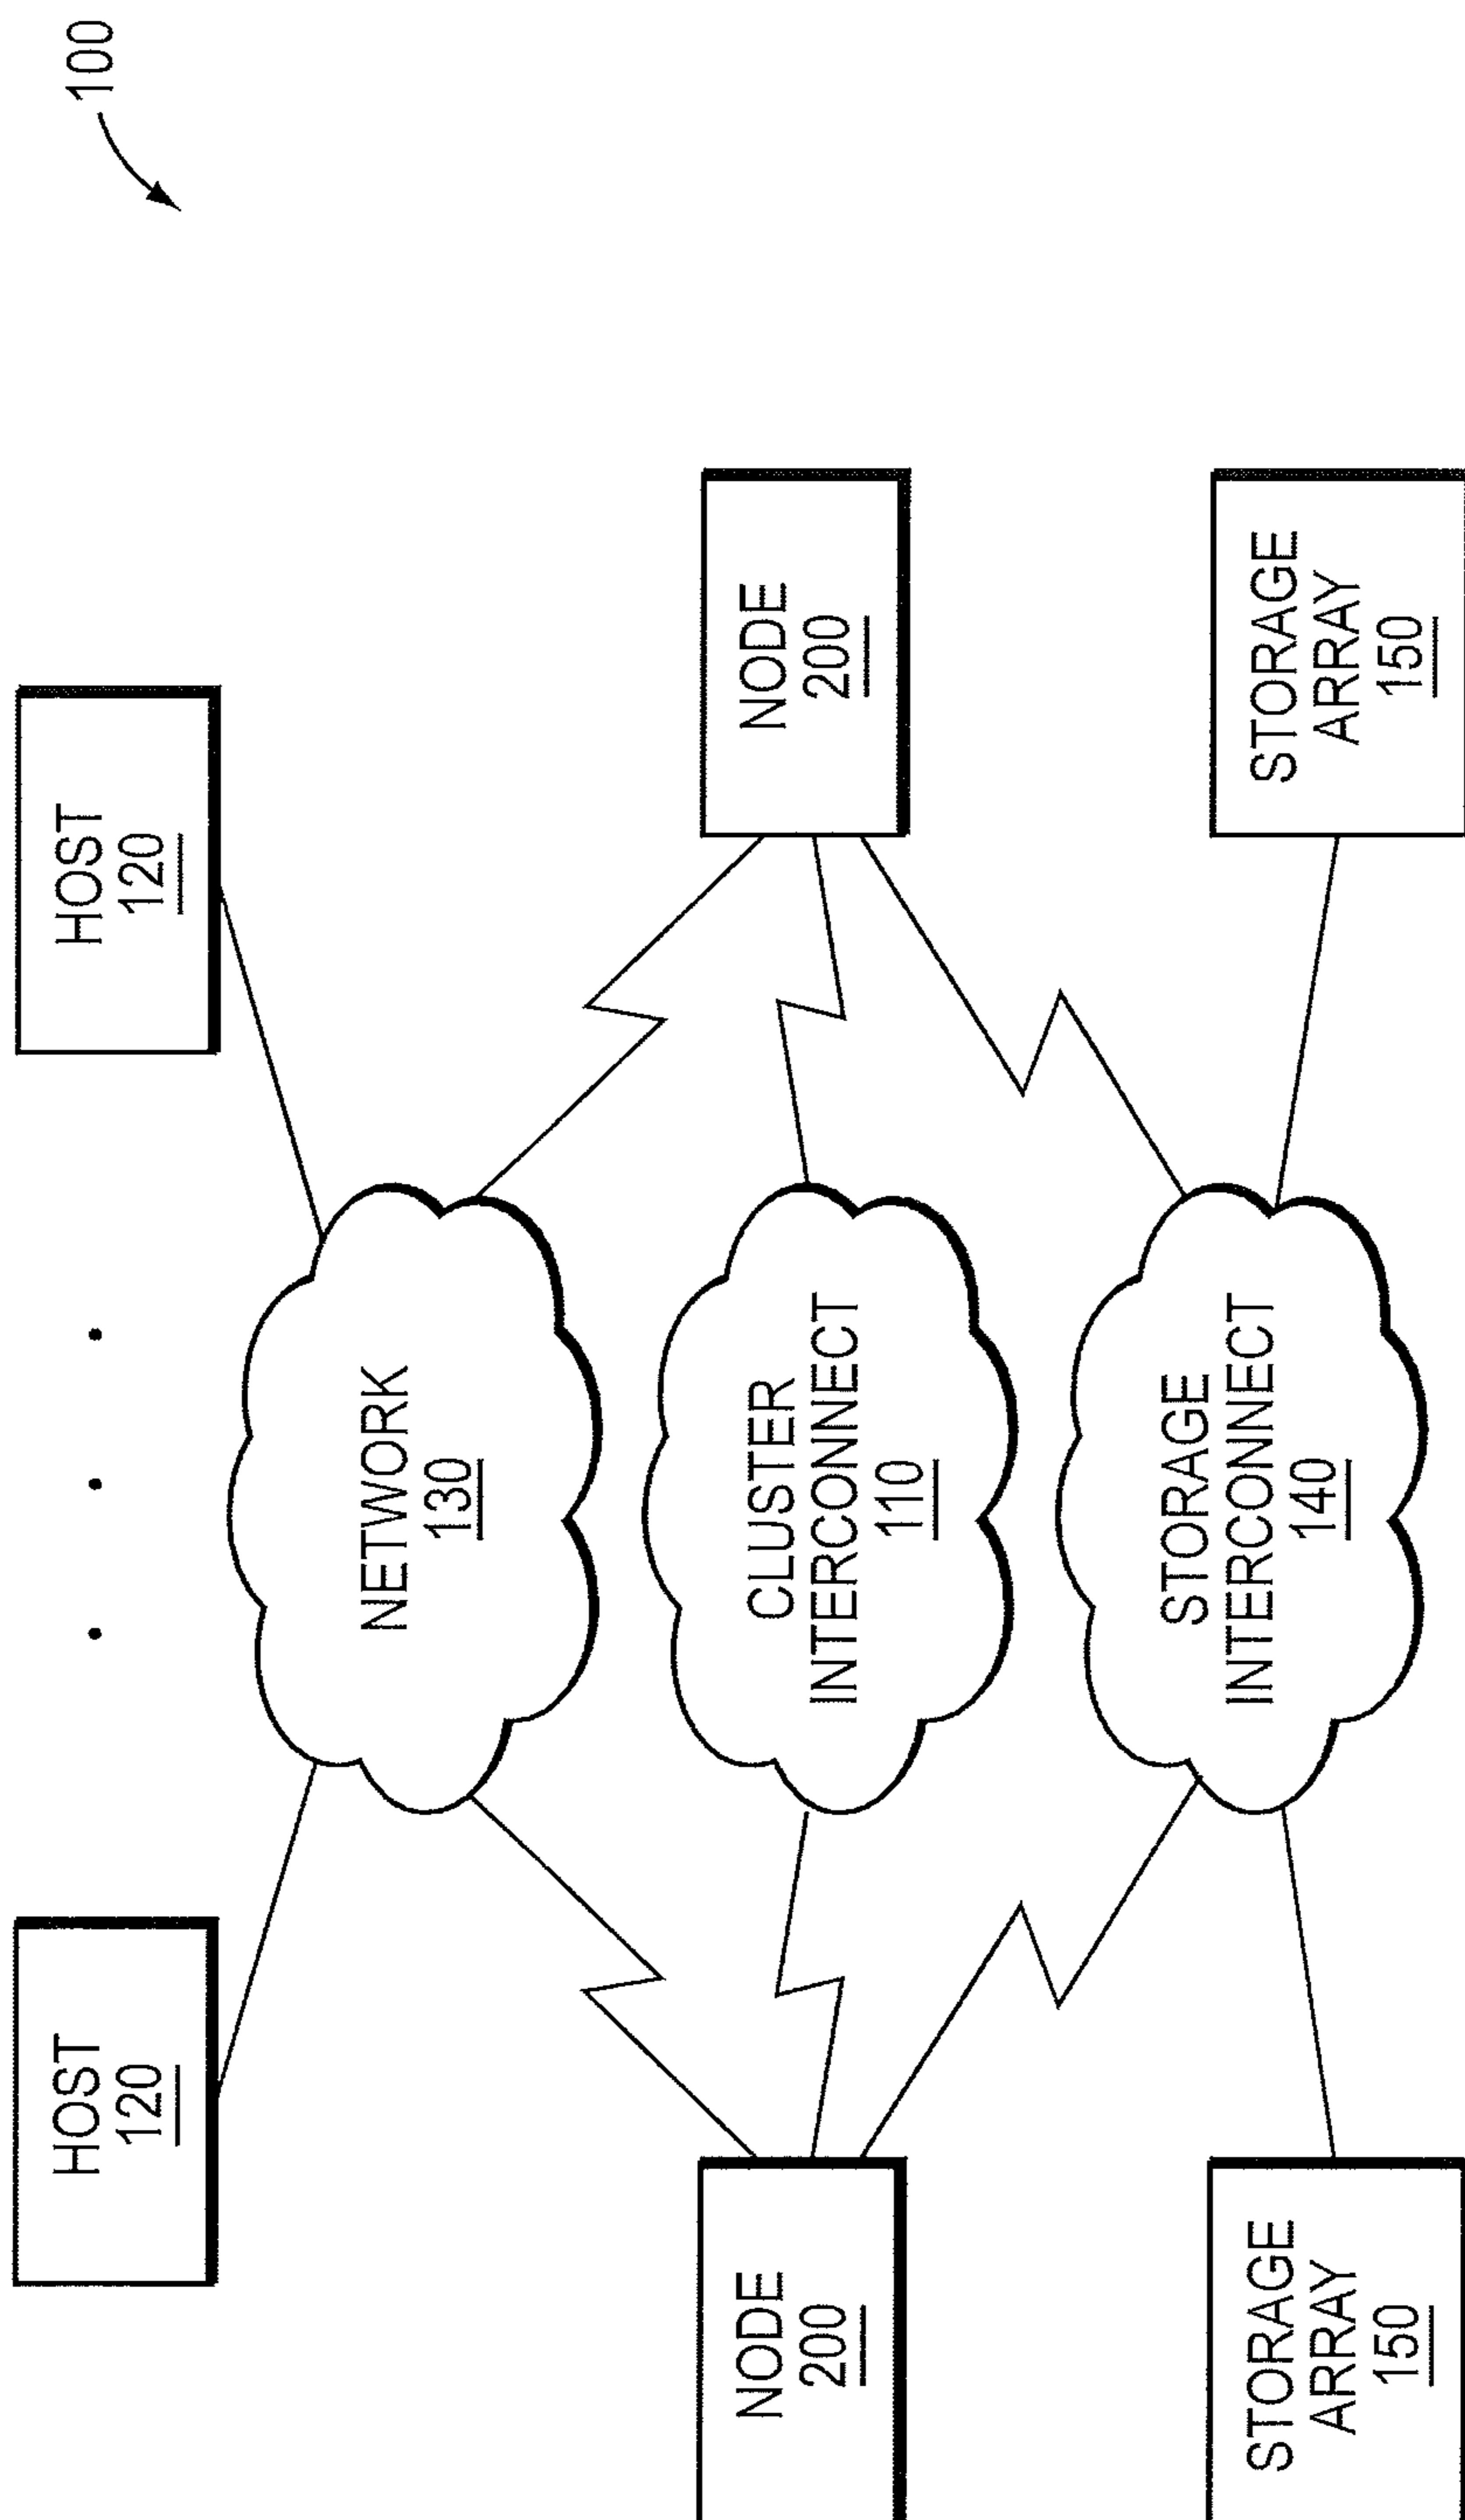 100
HOST
120
HOST
120
NETWORK
130
NODE
200
CLUSTER
INTERCONNECT
110
NODE
200
STORAGE
ARRAY
150
STORAGE
INTERCONNECT
140
STORAGE
ARRAY
150